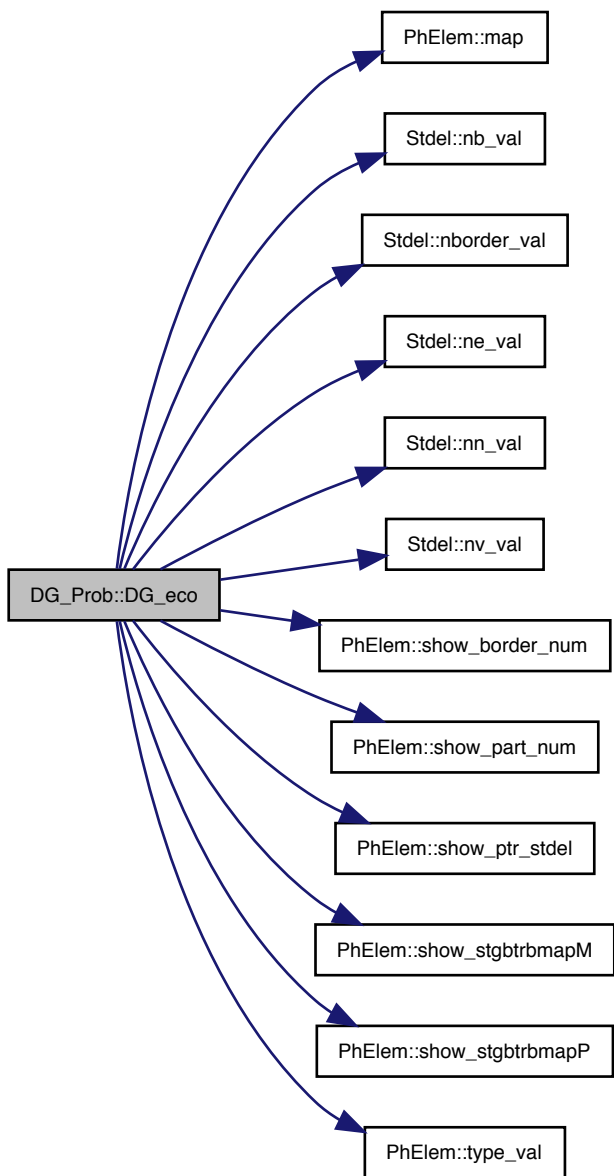 PhElem::map
Stdel::nb_val
Stdel::nborder_val
Stdel::ne_val
Stdel::nn_val
Stdel::nv_val
DG_Prob::DG_eco
PhElem::show_border_num
PhElem::show_part_num
PhElem::show_ptr_stdel
PhElem::show_stgbtrbmapM
PhElem::show_stgbtrbmapP
PhElem::type_val